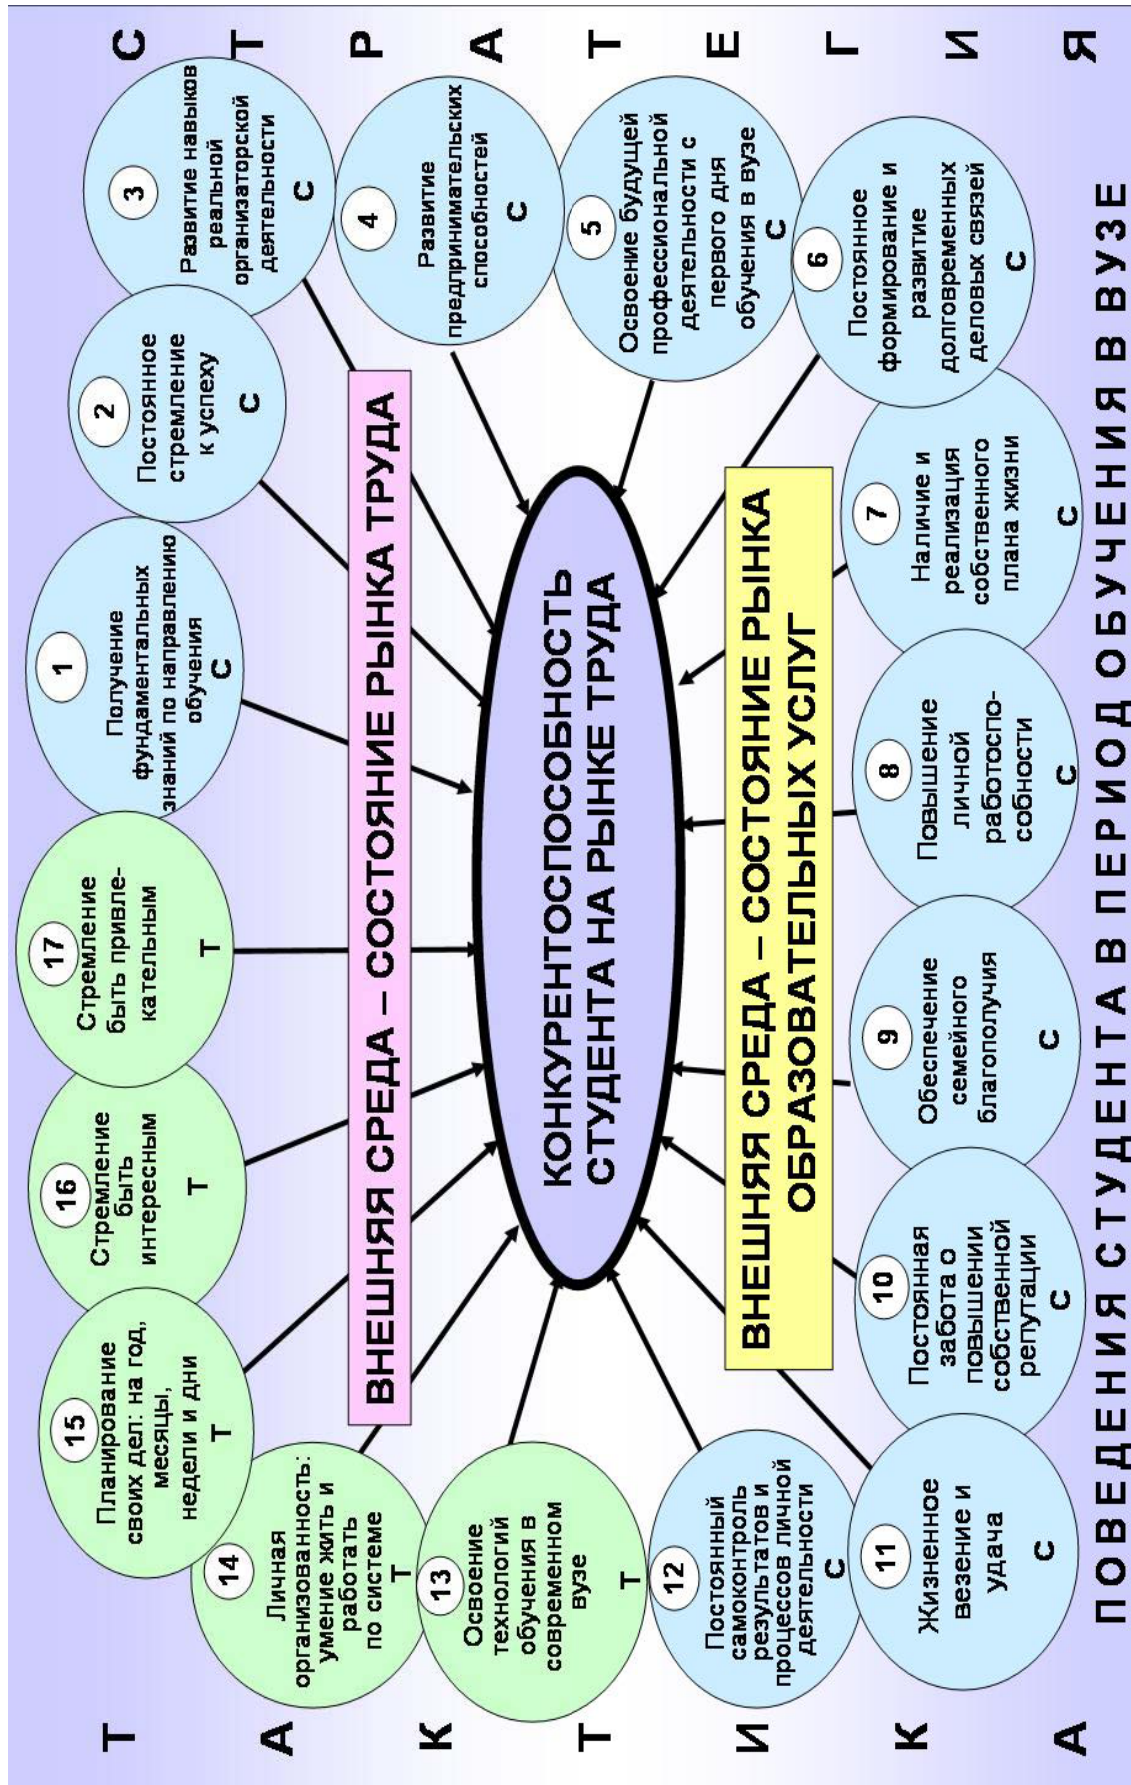 Т
А
К
Т
И
К
А
С
Т
Р
А
Т
Е
Г
И
Я
1
Получение
фундаментальных
знаний по направлению
обучения
С
2
Постоянное
стремление
к успеху
С
3
Развитие навыков
реальной
организаторской
деятельности
С
4
Развитие
предпринимательских
способностей
С
5
Освоение будущей
профессиональной
деятельности с
первого дня
обучения в вузе
С
6
Постоянное
формирование и
развитие
долговременных
деловых связей
С
7
Наличие и
реализация
собственного
плана жизни
С
8
Повышение
личной
работоспо-
собности
С
9
Обеспечение
семейного
благополучия
С
10
Постоянная
забота о
повышении
собственной
репутации
С
11
Жизненное
везение и
удача
С
12
Постоянный
самоконтроль
результатов и
процессов личной
деятельности
С
13
Освоение
технологий
обучения в
современном
вузе
Т
14
Личная
организованность:
умение жить и
работать
по системе
Т
15
Планирование
своих дел: на год,
месяцы,
недели и дни
Т
16
Стремление
быть
интересным
Т
17
Стремление
быть привле-
кательным
Т
ВНЕШНЯЯ СРЕДА – СОСТОЯНИЕ РЫНКА ТРУДА
КОНКУРЕНТОСПОСОБНОСТЬ
СТУДЕНТА НА РЫНКЕ ТРУДА
ВНЕШНЯЯ СРЕДА – СОСТОЯНИЕ РЫНКА
ОБРАЗОВАТЕЛЬНЫХ УСЛУГ
ПОВЕДЕНИЯ СТУДЕНТА В ПЕРИОД ОБУЧЕНИЯ В ВУЗЕ